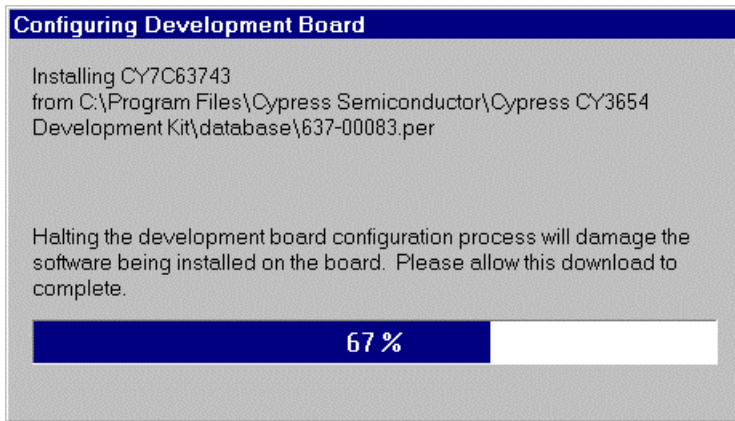 Configuring Development Board
Installing CY7C63743
from C:\Program Files\Cypress Semiconductor\Cypress CY3654
Development Kit\database\637-00083.per
Halting the development board configuration process will damage the
software being installed on the board.  Please allow this download to
complete.
67 %